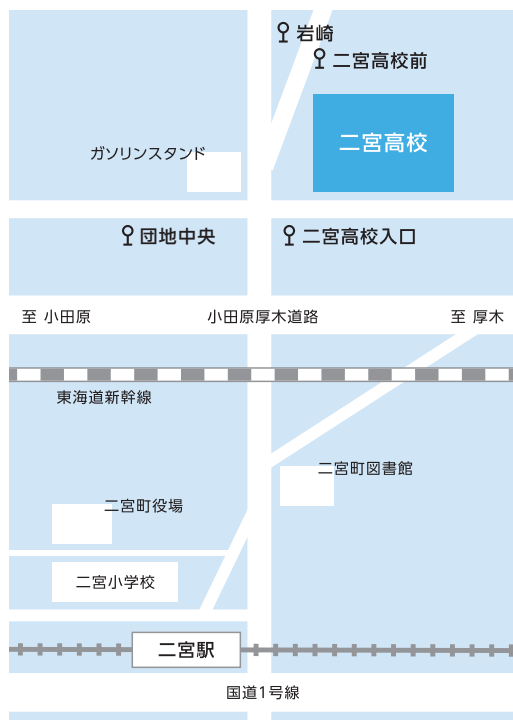 岩崎
二宮高校前
二宮高校
ガソリンスタンド
団地中央
二宮高校入口
至 小田原
小田原厚木道路
至 厚木
東海道新幹線
二宮町図書館
二宮町役場
二宮小学校
二宮駅
国道1号線